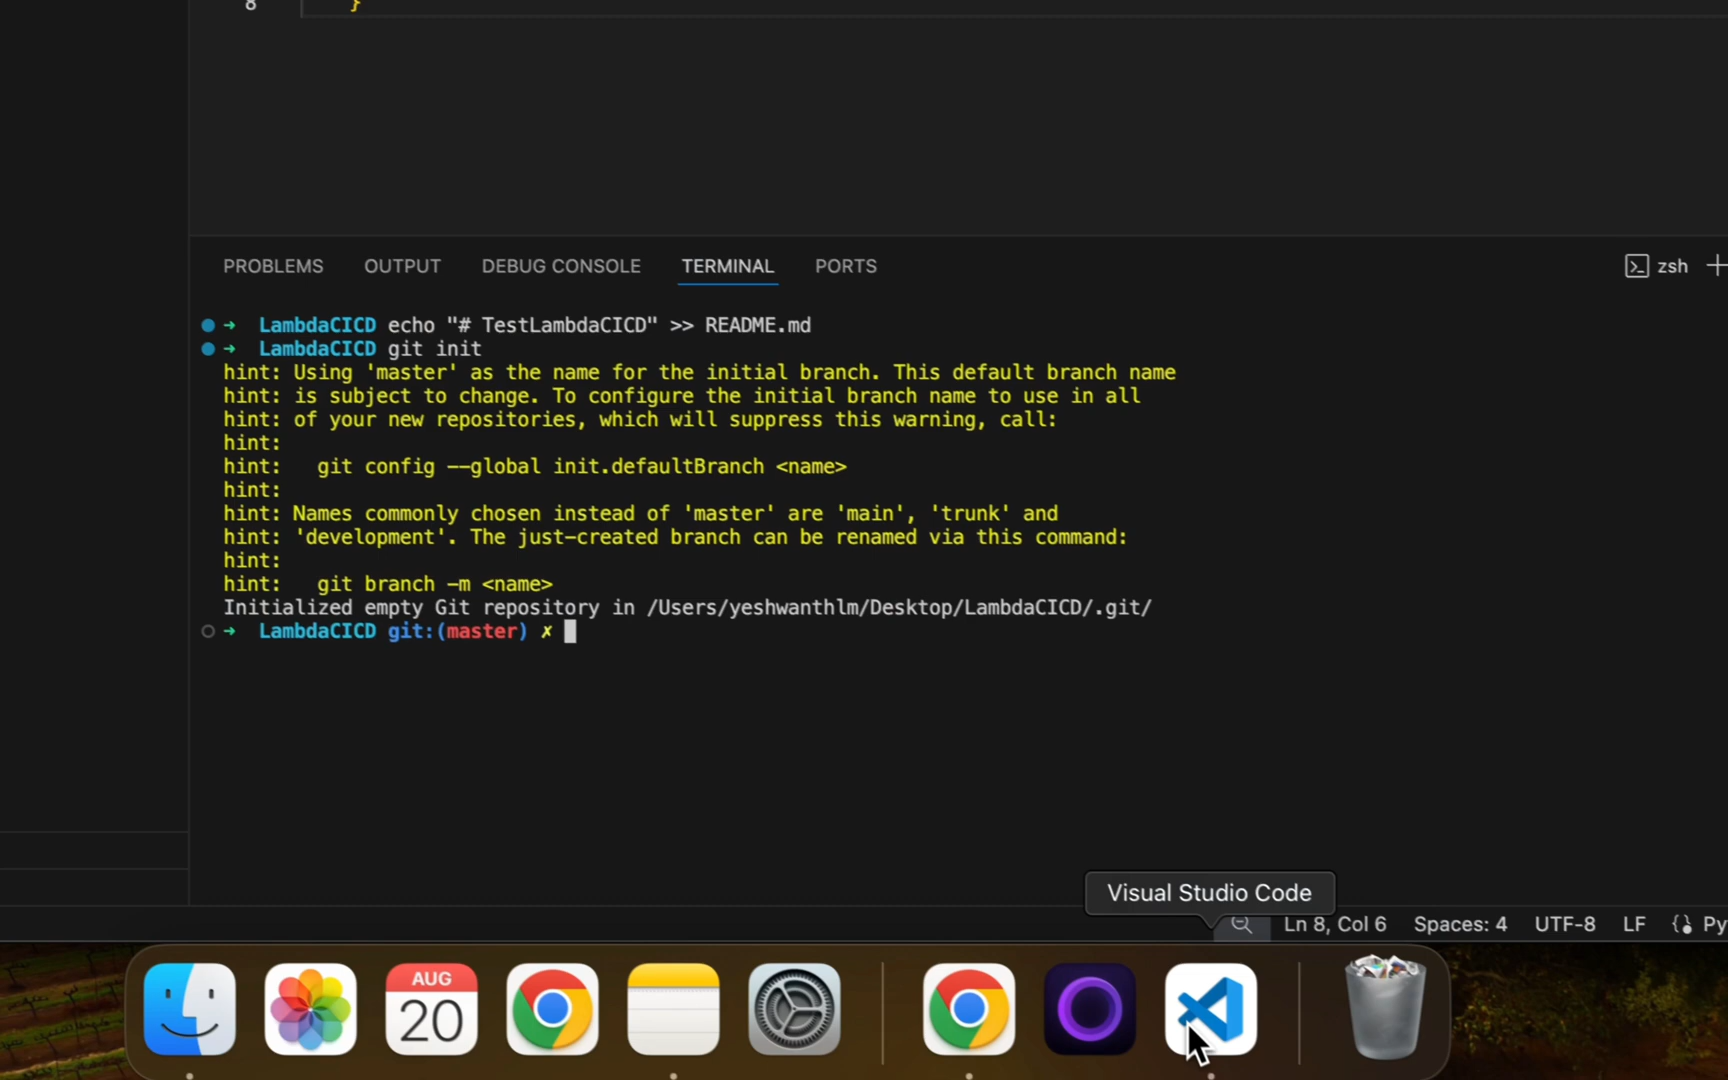 8 }
PROBLEMS OUTPUT DEBUG CONSOLE TERMINAL PORTS zsh
LambdaCICD echo "# TestLambdaCICD" >> README.md
LambdaCICD git init
hint: Using 'master' as the name for the initial branch. This default branch name
hint: is subject to change. To configure the initial branch name to use in all
hint: of your new repositories, which will suppress this warning, call:
hint:
hint:   git config --global init.defaultBranch <name>
hint:
hint: Names commonly chosen instead of 'master' are 'main', 'trunk' and
hint: 'development'. The just-created branch can be renamed via this command:
hint:
hint:   git branch -m <name>
Initialized empty Git repository in /Users/yeshwanthlm/Desktop/LambdaCICD/.git/
LambdaCICD git:(master) ✗
Visual Studio Code
Ln 8, Col 6 Spaces: 4 UTF-8 LF Py
AUG
20